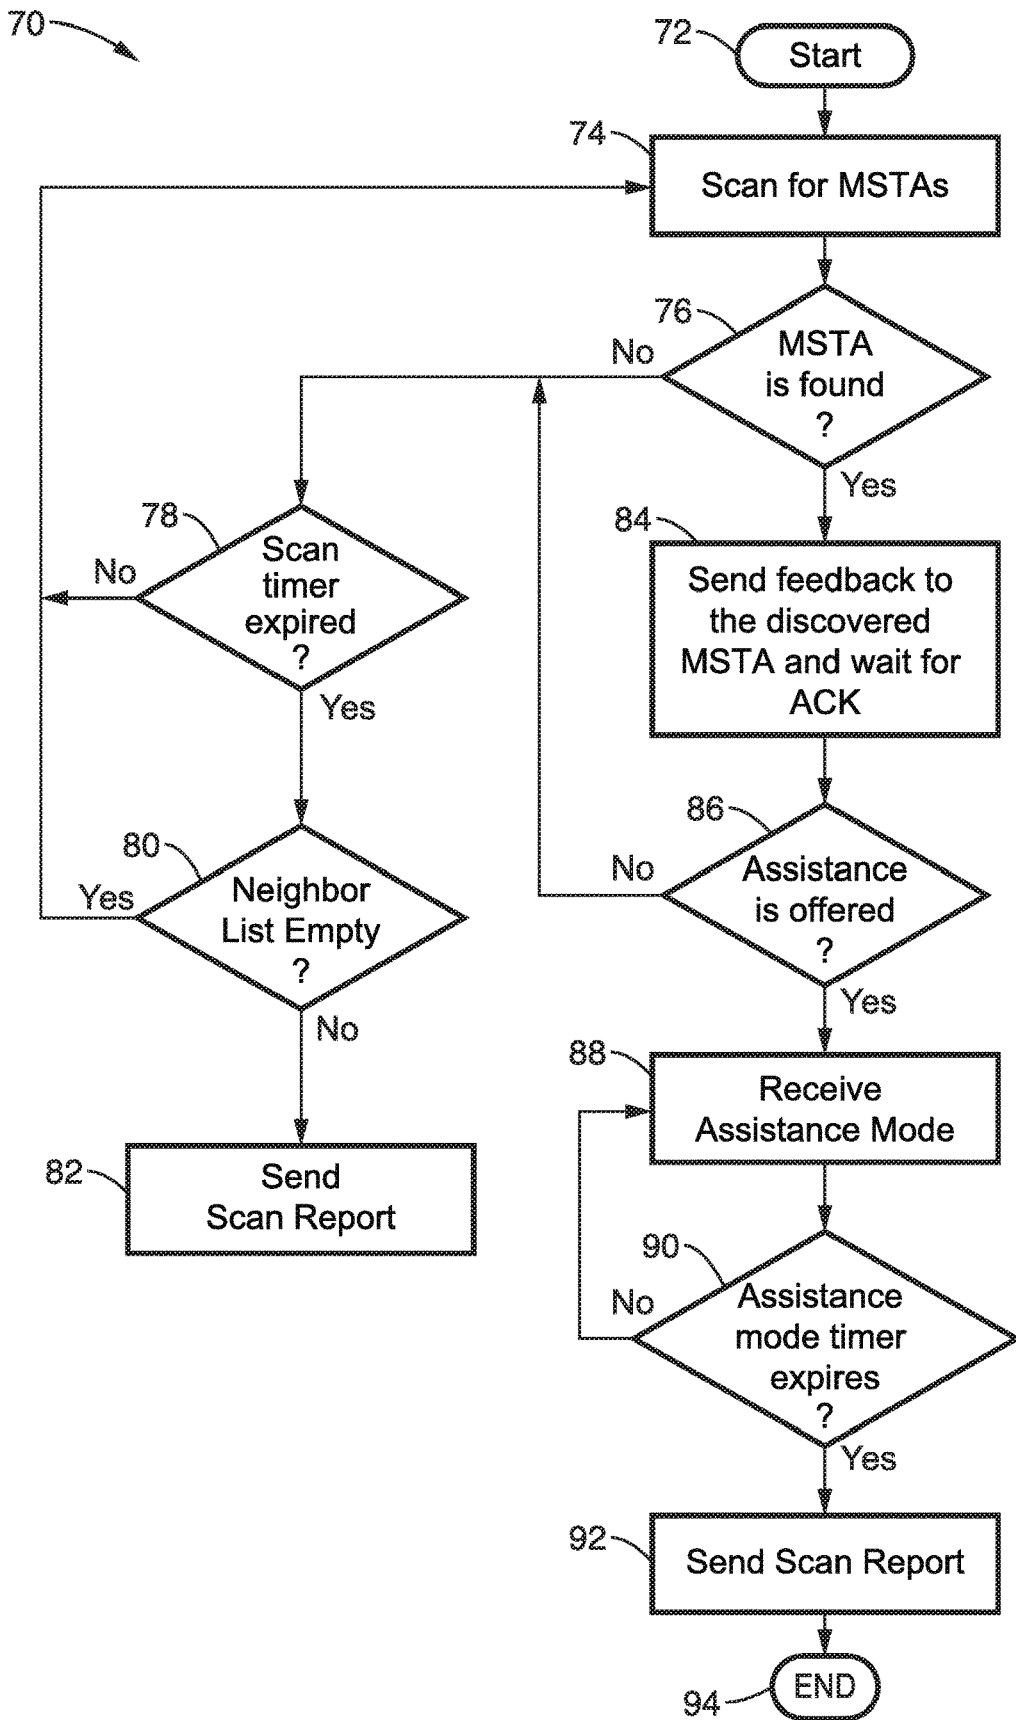 70
72
Start
74
Scan for MSTAs
76
MSTA
is found
?
No
Yes
78
Scan
timer
expired
?
No
Yes
84
Send feedback to
the discovered
MSTA and wait for
ACK
80
Neighbor
List Empty
?
Yes
No
86
Assistance
is offered
?
No
Yes
82
Send
Scan Report
88
Receive
Assistance Mode
90
Assistance
mode timer
expires
?
No
Yes
92
Send Scan Report
94
END